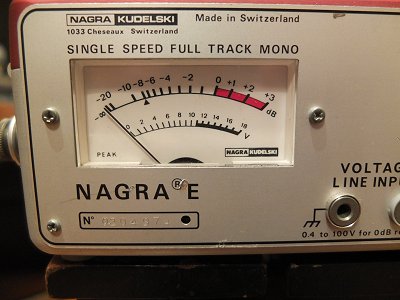 NAGRA KUDELSKI Made in Switzerland
1033 Cheseaux Switzerland
SINGLE SPEED FULL TRACK MONO
-∞ -20 -10 -8 -6 -4 -2 0 +1 +2 +3
dB
0 2 4 6 8 10 12 14 16 18
V
PEAK NAGRA KUDELSKI
NAGRA® E
VOLTAG
LINE INPU
N°
0.4 to 100V for 0dB re